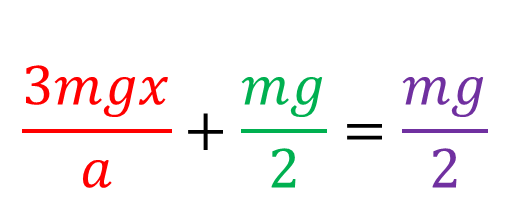 3mgx/a + mg/2 = mg/2